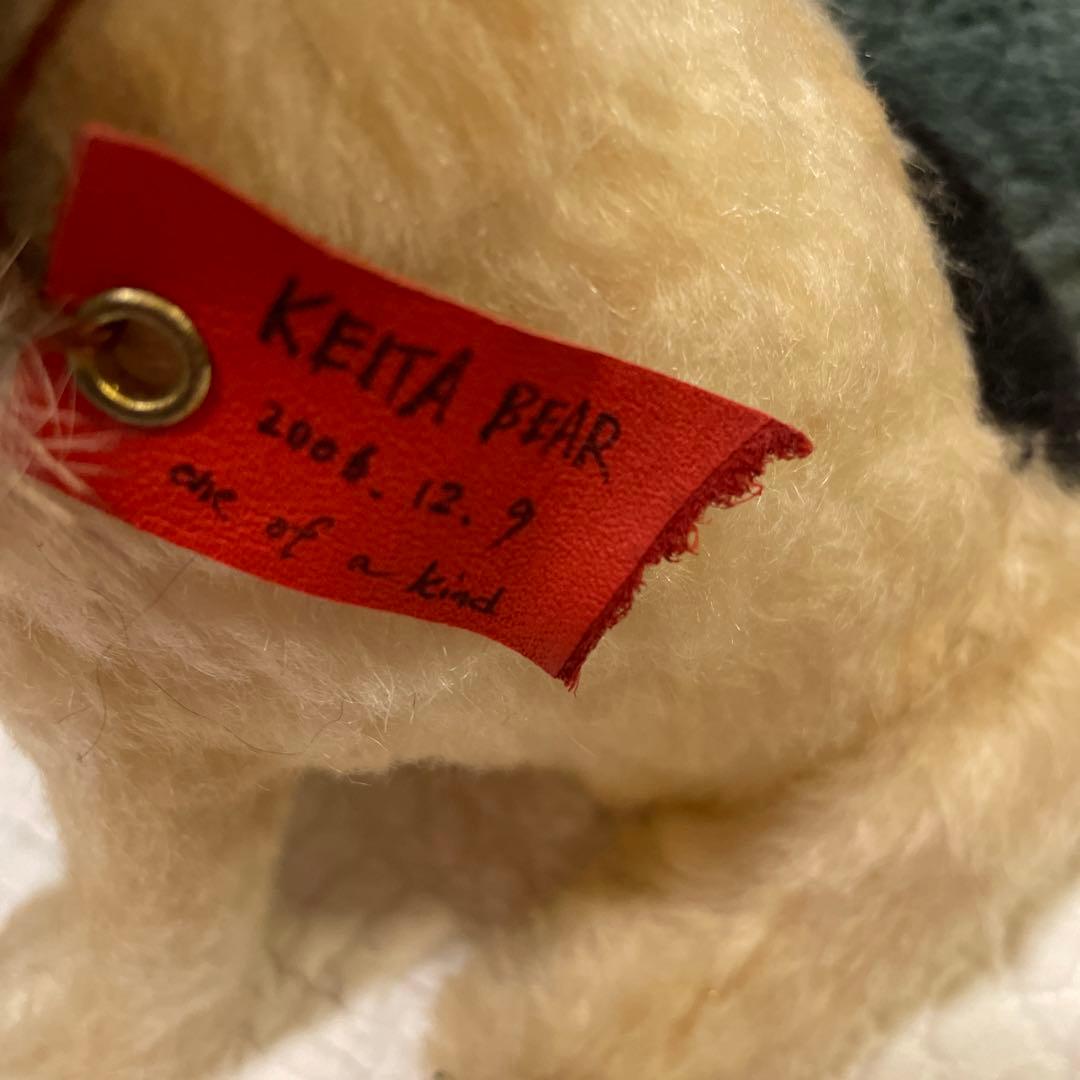 KEITA BEAR
2006.12.9
one of a kind